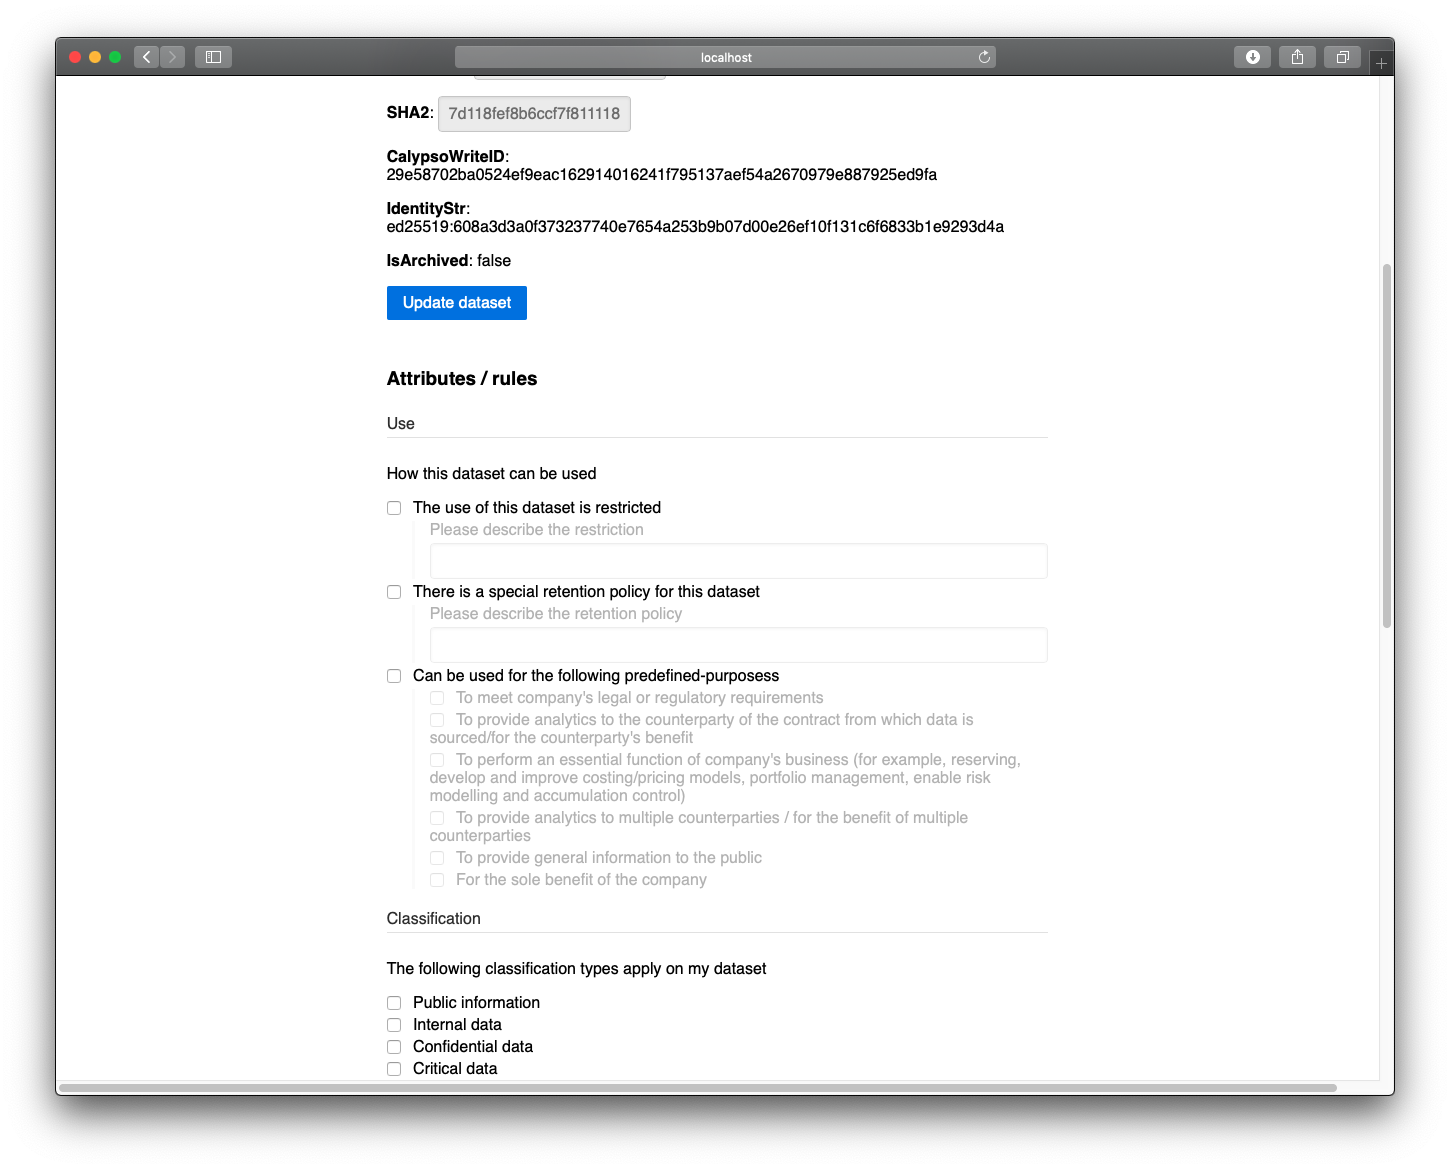 localhost
SHA2: 7d118fef8b6ccf7f811118
CalypsoWriteID:
29e58702ba0524ef9eac162914016241f795137aef54a2670979e887925ed9fa
IdentityStr:
ed25519:608a3d3a0f373237740e7654a253b9b07d00e26ef10f131c6f6833b1e9293d4a
IsArchived: false
Update dataset
Attributes / rules
Use
How this dataset can be used
The use of this dataset is restricted
Please describe the restriction
There is a special retention policy for this dataset
Please describe the retention policy
Can be used for the following predefined-purposess
To meet company's legal or regulatory requirements
To provide analytics to the counterparty of the contract from which data is
sourced/for the counterparty's benefit
To perform an essential function of company's business (for example, reserving,
develop and improve costing/pricing models, portfolio management, enable risk
modelling and accumulation control)
To provide analytics to multiple counterparties / for the benefit of multiple
counterparties
To provide general information to the public
For the sole benefit of the company
Classification
The following classification types apply on my dataset
Public information
Internal data
Confidential data
Critical data